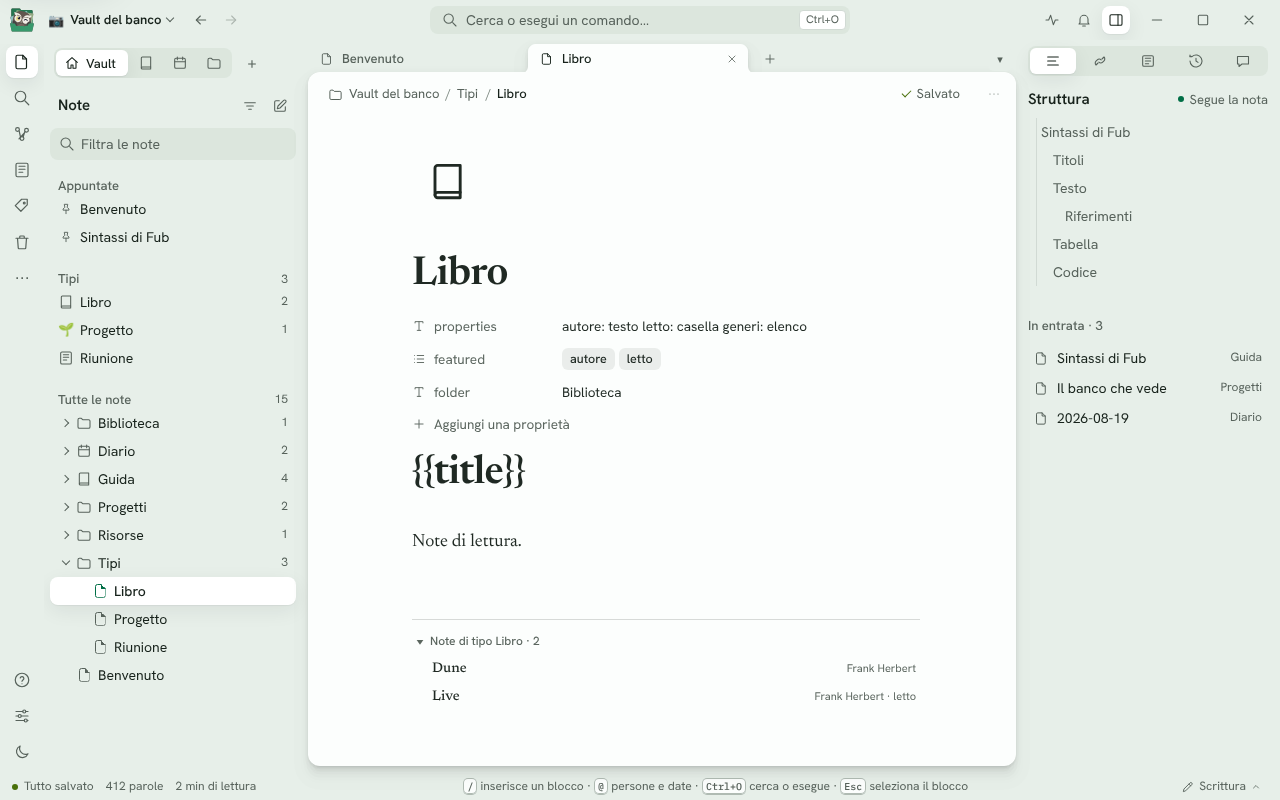 Vault del banco
Cerca o esegui un comando…
Ctrl+O
Vault
Benvenuto
Libro
Note
Filtra le note
Appuntate
Benvenuto
Sintassi di Fub
Tipi 3
Libro 2
Progetto 1
Riunione
Tutte le note 15
Biblioteca 1
Diario 2
Guida 4
Progetti 2
Risorse 1
Tipi 3
Libro
Progetto
Riunione
Benvenuto
Vault del banco / Tipi / Libro
Salvato
Libro
properties autore: testo letto: casella generi: elenco
featured autore letto
folder Biblioteca
Aggiungi una proprietà
{{title}}
Note di lettura.
Note di tipo Libro · 2
Dune Frank Herbert
Live Frank Herbert · letto
Struttura Segue la nota
Sintassi di Fub
Titoli
Testo
Riferimenti
Tabella
Codice
In entrata · 3
Sintassi di Fub Guida
Il banco che vede Progetti
2026-08-19 Diario
Tutto salvato 412 parole 2 min di lettura
/ inserisce un blocco · @ persone e date · Ctrl+O cerca o esegue · Esc seleziona il blocco
Scrittura